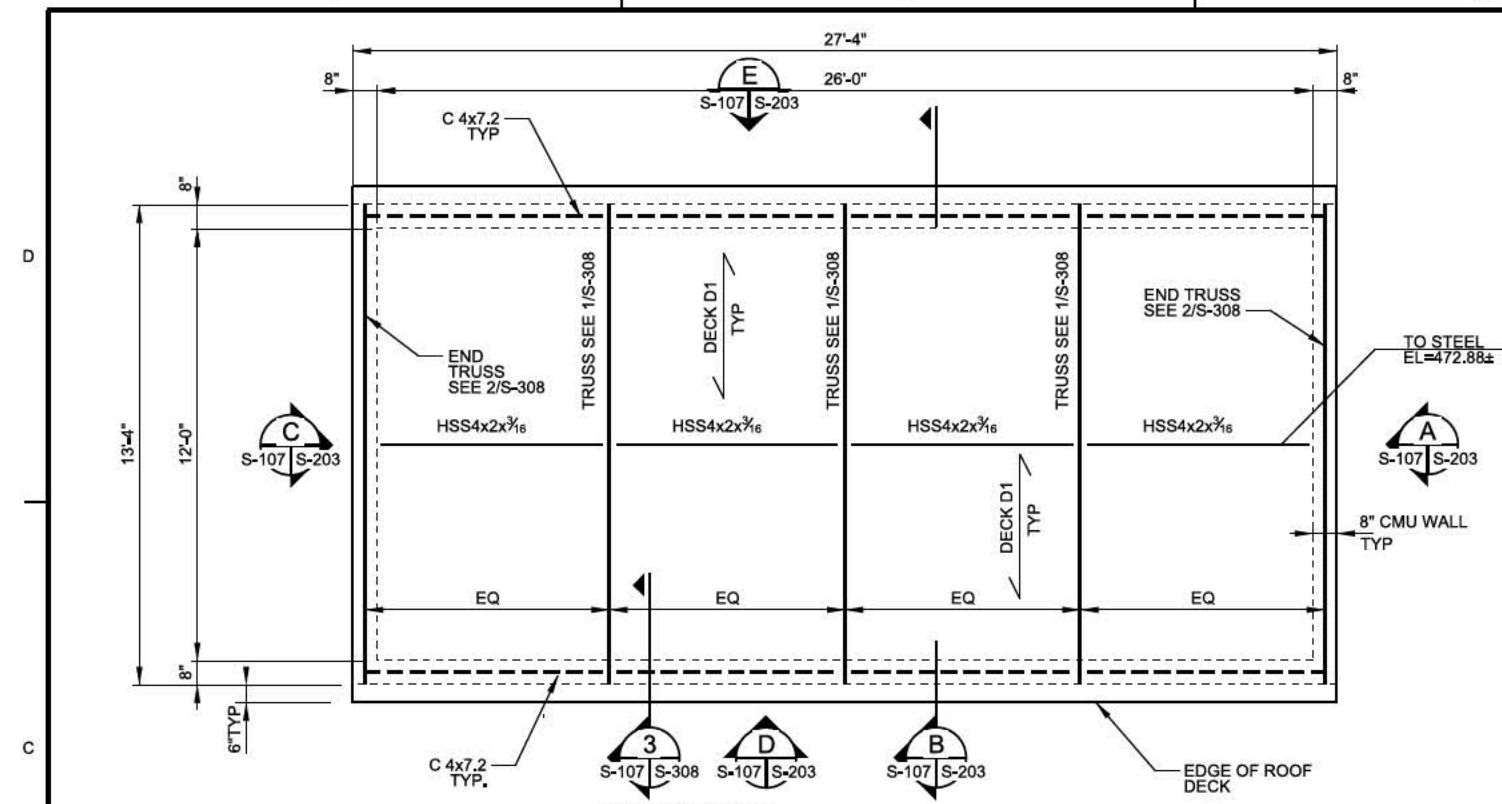 27'-4"
8"
26'-0"
8"
E
S-107 S-203
C 4x7.2
TYP
8"
13'-4"
12'-0"
8"
6"TYP
D
C
TRUSS SEE 1/S-308
TRUSS SEE 1/S-308
TRUSS SEE 1/S-308
DECK D1
TYP
END TRUSS
SEE 2/S-308
TO STEEL
EL=472.88±
END
TRUSS
SEE 2/S-308
C
S-107 S-203
HSS4x2x3⁄16
HSS4x2x3⁄16
HSS4x2x3⁄16
HSS4x2x3⁄16
A
S-107 S-203
DECK D1
TYP
8" CMU WALL
TYP
EQ
EQ
EQ
EQ
C 4x7.2
TYP.
3
S-107 S-308
D
S-107 S-203
B
S-107 S-203
EDGE OF ROOF
DECK